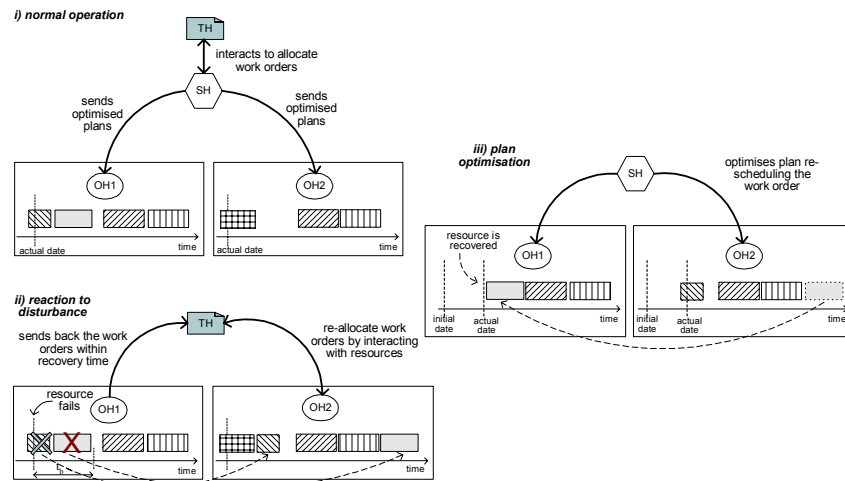 i) normal operation
TH
interacts to allocate
work orders
SH
sends
optimised
plans
sends
optimised
plans
OH1
OH2
time
actual date
time
actual date
iii) plan
optimisation
SH
optimises plan re-
scheduling the
work order
resource is
recovered
OH1
OH2
time
initial
date
actual
date
time
initial
date
actual
date
ii) reaction to
disturbance
TH
sends back the work
orders within
recovery time
re-allocate work
orders by interacting
with resources
resource
fails
OH1
OH2
time
time